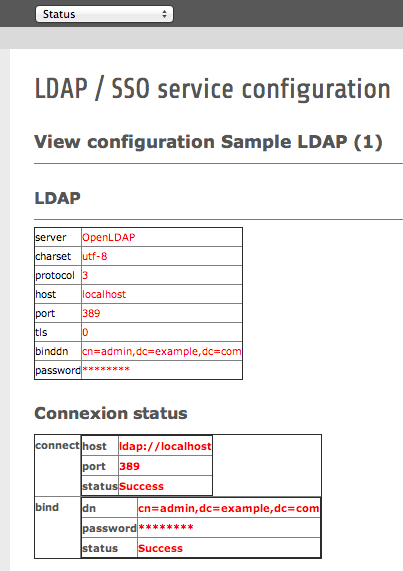 Status
LDAP / SSO service configuration
View configuration Sample LDAP (1)
LDAP
server OpenLDAP
charset utf-8
protocol 3
host localhost
port 389
tls 0
binddn cn=admin,dc=example,dc=com
password ********
Connexion status
connect host ldap://localhost
port 389
status Success
bind dn cn=admin,dc=example,dc=com
password ********
status Success